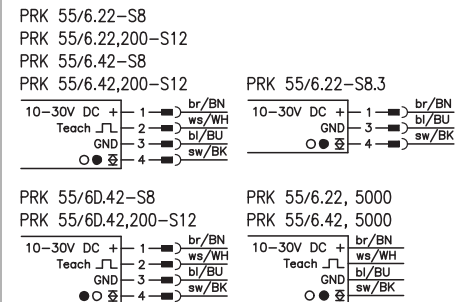 PRK 55/6.22-S8
PRK 55/6.22,200-S12
PRK 55/6.42-S8
PRK 55/6.42,200-S12
10-30V DC + 1 br/BN
Teach 2 ws/WH
GND 3 bl/BU
4 sw/BK
PRK 55/6.22-S8.3
10-30V DC + 1 br/BN
GND 3 bl/BU
4 sw/BK
PRK 55/6D.42-S8
PRK 55/6D.42,200-S12
10-30V DC + 1 br/BN
Teach 2 ws/WH
GND 3 bl/BU
4 sw/BK
PRK 55/6.22, 5000
PRK 55/6.42, 5000
10-30V DC + br/BN
Teach ws/WH
GND bl/BU
sw/BK